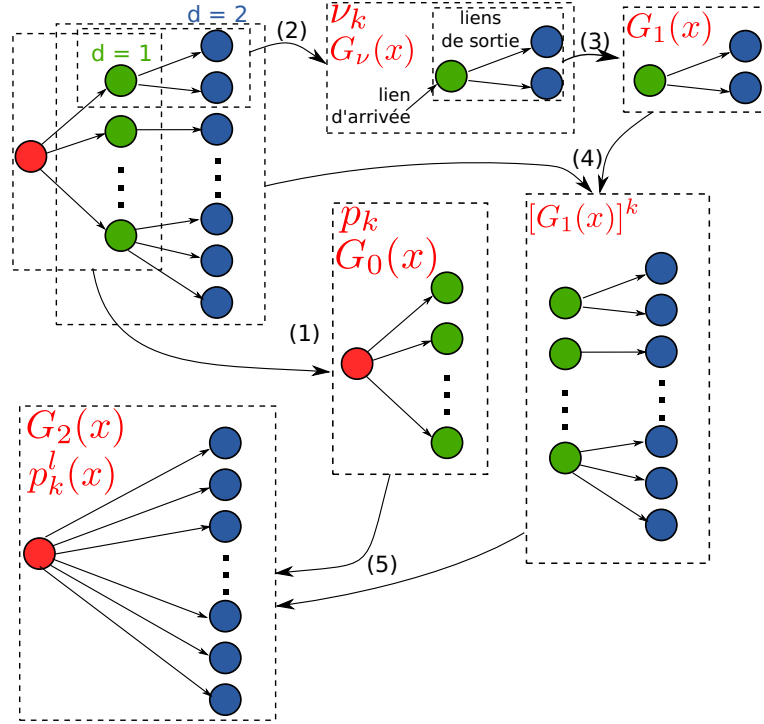 d = 2
d = 1
(2)
ν_k
G_ν(x)
liens
de sortie
lien
d'arrivée
(3)
G_1(x)
(4)
(1)
p_k
G_0(x)
[G_1(x)]^k
G_2(x)
p_k^l(x)
(5)